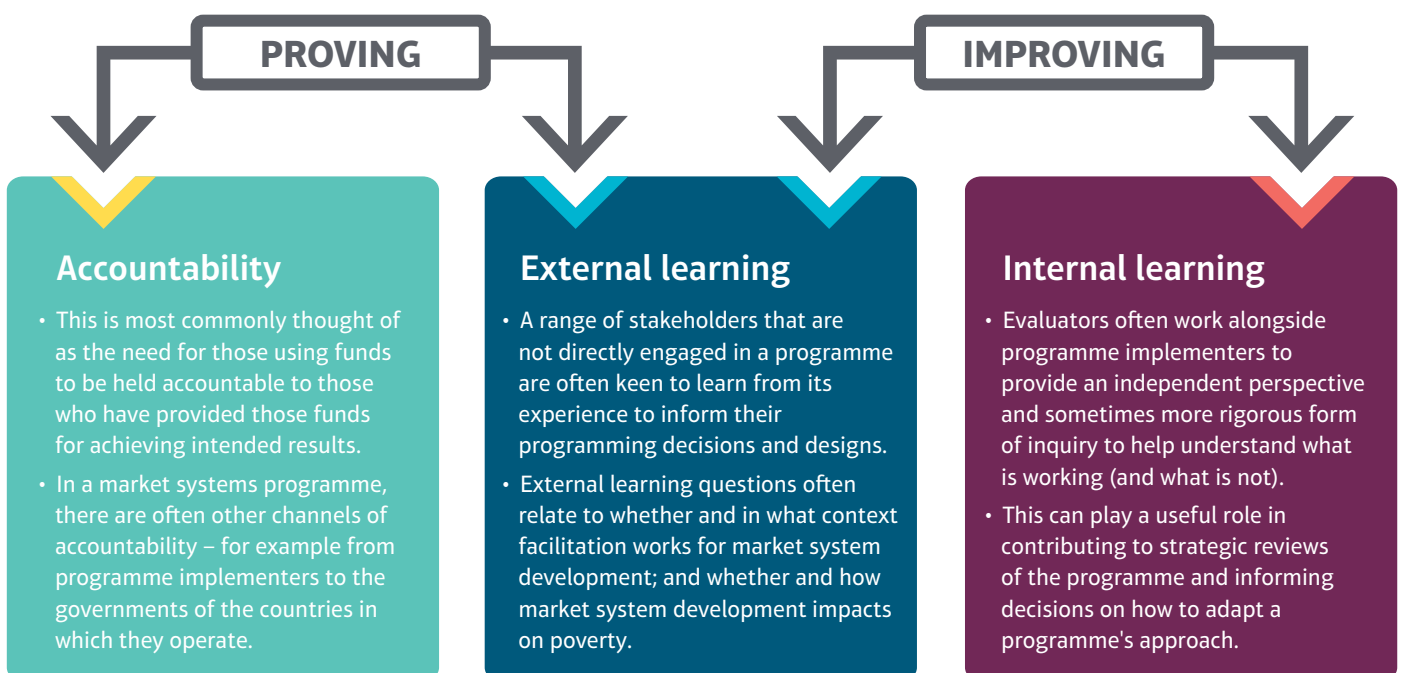 PROVING
IMPROVING
Accountability
• This is most commonly thought of
as the need for those using funds
to be held accountable to those
who have provided those funds
for achieving intended results.
• In a market systems programme,
there are often other channels of
accountability – for example from
programme implementers to the
governments of the countries in
which they operate.
External learning
• A range of stakeholders that are
not directly engaged in a programme
are often keen to learn from its
experience to inform their
programming decisions and designs.
• External learning questions often
relate to whether and in what context
facilitation works for market system
development; and whether and how
market system development impacts
on poverty.
Internal learning
• Evaluators often work alongside
programme implementers to
provide an independent perspective
and sometimes more rigorous form
of inquiry to help understand what
is working (and what is not).
• This can play a useful role in
contributing to strategic reviews
of the programme and informing
decisions on how to adapt a
programme's approach.